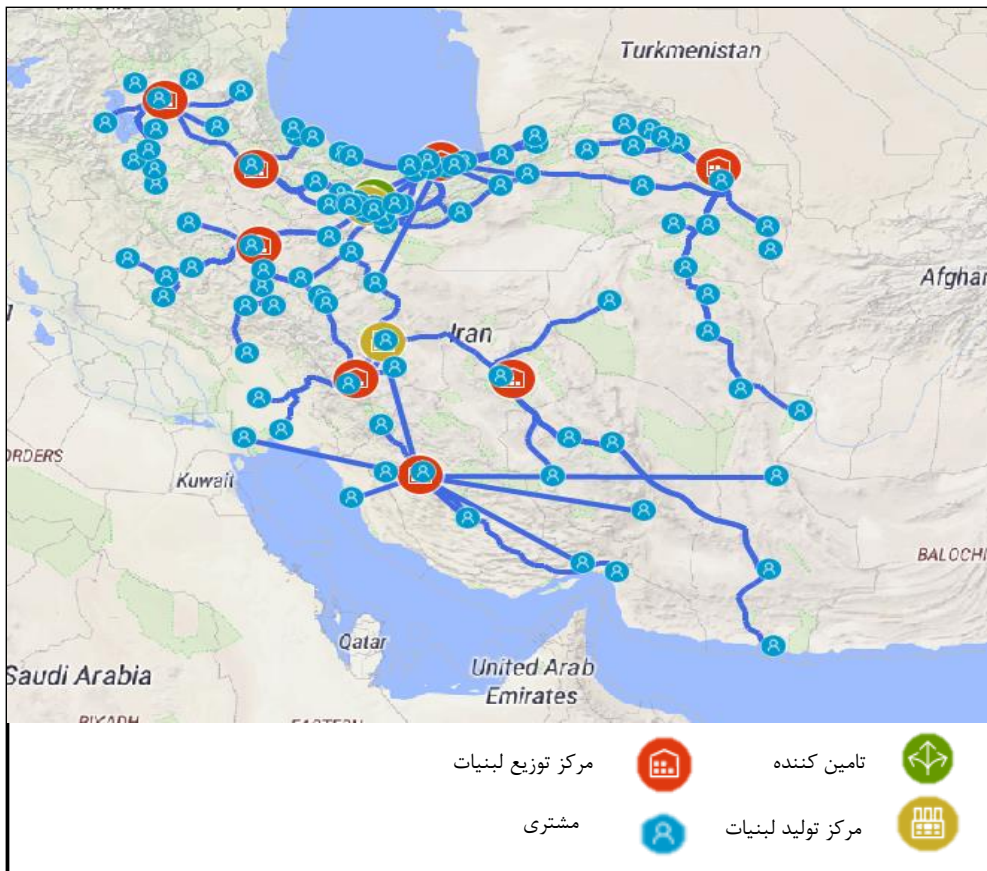 Turkmenistan
Iran
Afghan
ORDERS
Kuwait
BALOCHI
Qatar
United Arab
Emirates
Saudi Arabia
تامین کننده
مرکز توزیع لبنیات
مرکز تولید لبنیات
مشتری